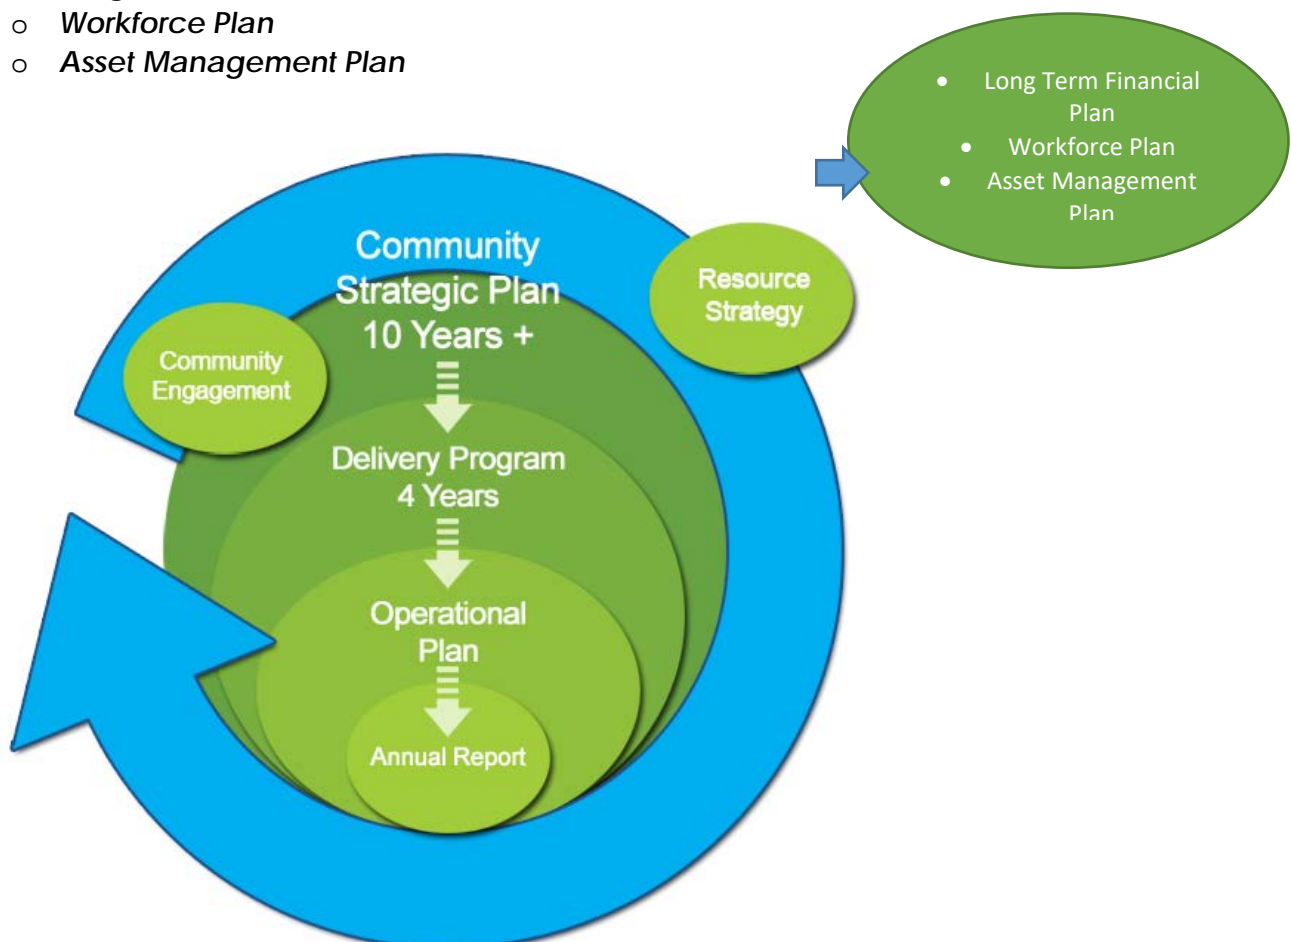 o Workforce Plan
o Asset Management Plan
• Long Term Financial
Plan
• Workforce Plan
• Asset Management
Plan
Community
Strategic Plan
10 Years +
Resource
Strategy
Community
Engagement
Delivery Program
4 Years
Operational
Plan
Annual Report